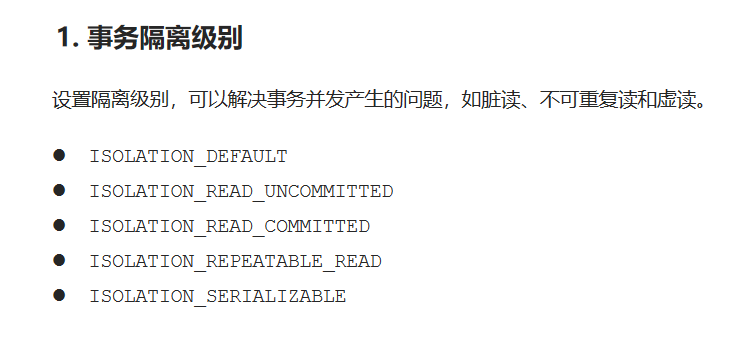 1. 事务隔离级别
设置隔离级别，可以解决事务并发产生的问题，如脏读、不可重复读和虚读。
● ISOLATION_DEFAULT
● ISOLATION_READ_UNCOMMITTED
● ISOLATION_READ_COMMITTED
● ISOLATION_REPEATABLE_READ
● ISOLATION_SERIALIZABLE